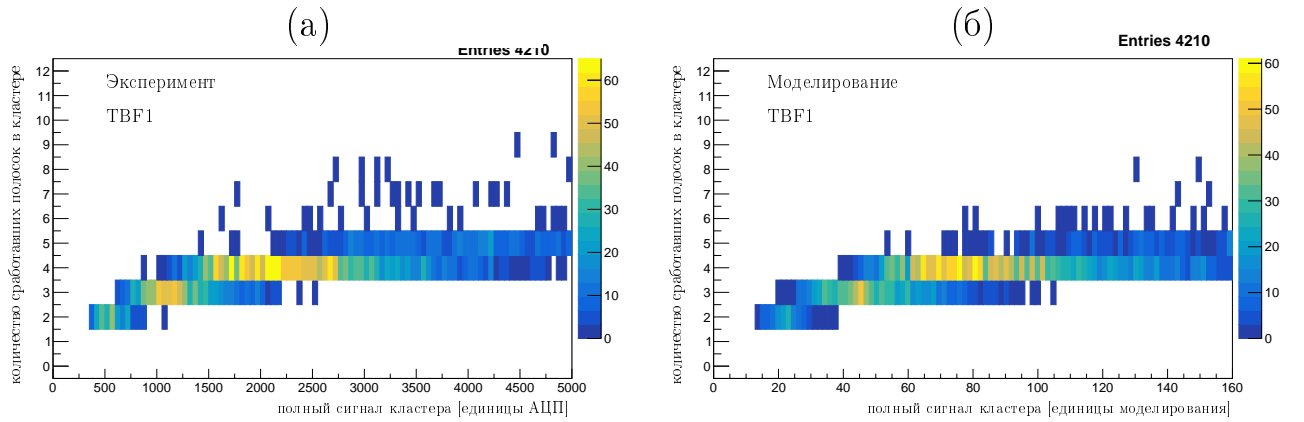 (а)
Entries 4210
Эксперимент
TBF1
количество сработавших полосок в кластере
12
11
10
9
8
7
6
5
4
3
2
1
0
0 500 1000 1500 2000 2500 3000 3500 4000 4500 5000
полный сигнал кластера [единицы АЦП]
60
50
40
30
20
10
0
(б)
Entries 4210
Моделирование
TBF1
количество сработавших полосок в кластере
12
11
10
9
8
7
6
5
4
3
2
1
0
0 20 40 60 80 100 120 140 160
полный сигнал кластера [единицы моделирования]
60
50
40
30
20
10
0